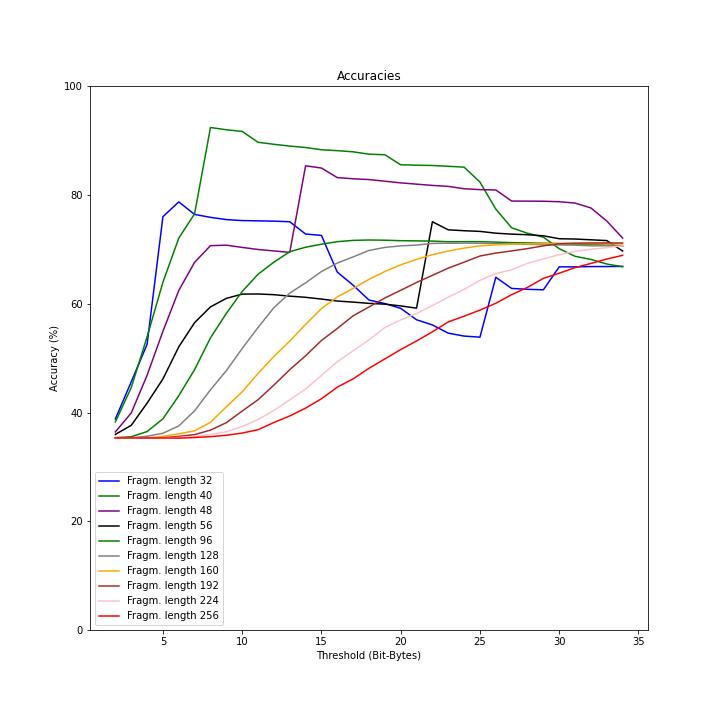 Accuracies
100
80
60
40
20
0
Accuracy (%)
Fragm. length 32
Fragm. length 40
Fragm. length 48
Fragm. length 56
Fragm. length 96
Fragm. length 128
Fragm. length 160
Fragm. length 192
Fragm. length 224
Fragm. length 256
5 10 15 20 25 30 35
Threshold (Bit-Bytes)